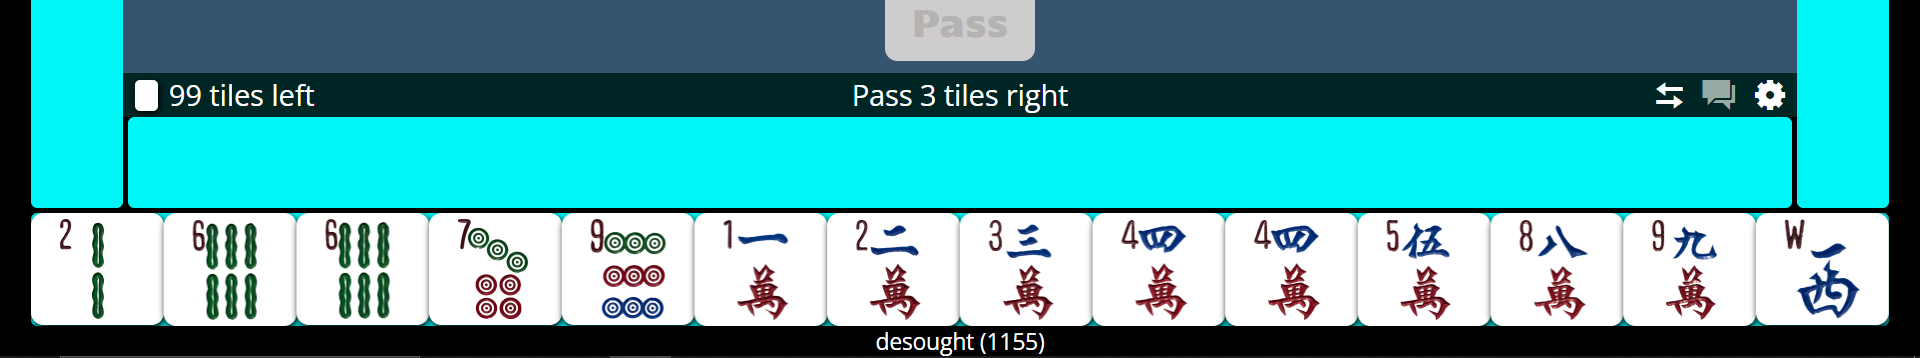 Pass
99 tiles left
Pass 3 tiles right
2
6
6
7
9
1 一萬
2 二萬
3 三萬
4 四萬
4 四萬
5 伍萬
8 八萬
9 九萬
W 西
desought (1155)